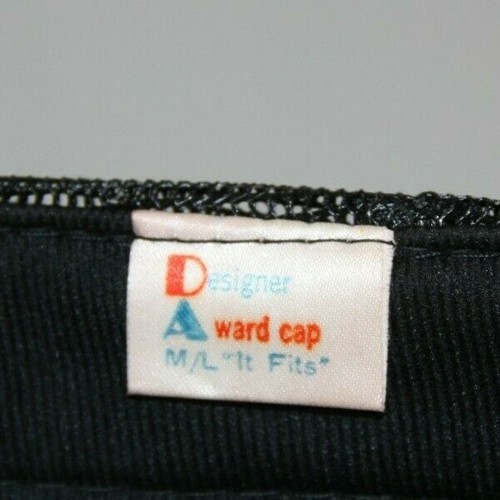 Designer
Award cap
M/L "It Fits"